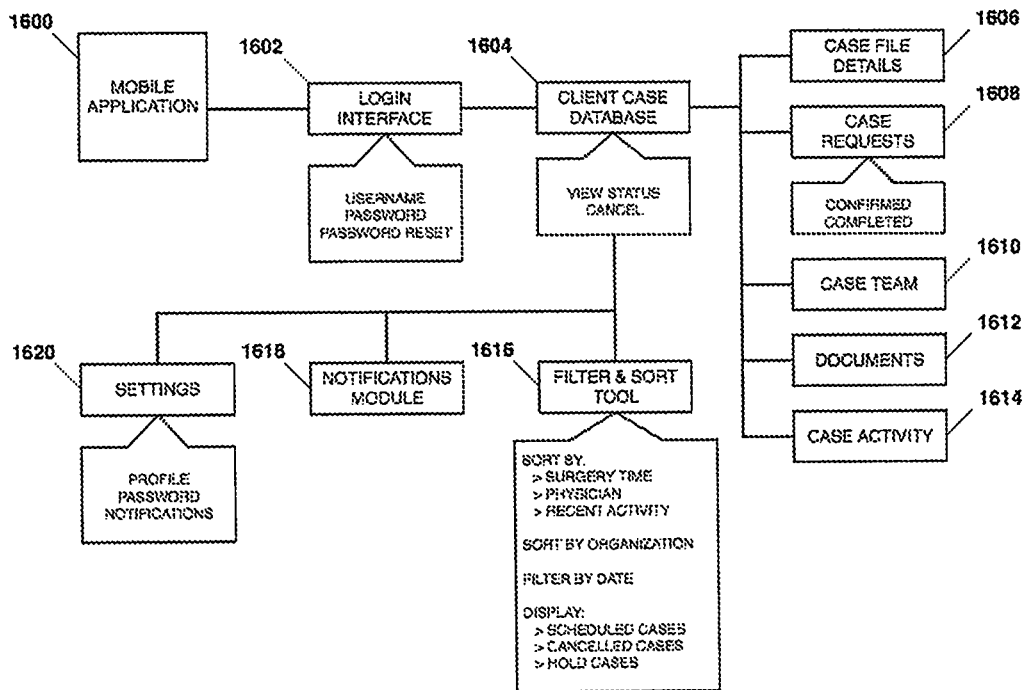 1600
MOBILE
APPLICATION
1602
LOGIN
INTERFACE
USERNAME
PASSWORD
PASSWORD RESET
1604
CLIENT CASE
DATABASE
VIEW STATUS
CANCEL
1606
CASE FILE
DETAILS
1608
CASE
REQUESTS
CONFIRMED
COMPLETED
1610
CASE TEAM
1612
DOCUMENTS
1614
CASE ACTIVITY
1620
SETTINGS
PROFILE
PASSWORD
NOTIFICATIONS
1618
NOTIFICATIONS
MODULE
1616
FILTER & SORT
TOOL
SORT BY:
> SURGERY TIME
> PHYSICIAN
> RECENT ACTIVITY
SORT BY ORGANIZATION
FILTER BY DATE
DISPLAY:
> SCHEDULED CASES
> CANCELLED CASES
> HOLD CASES